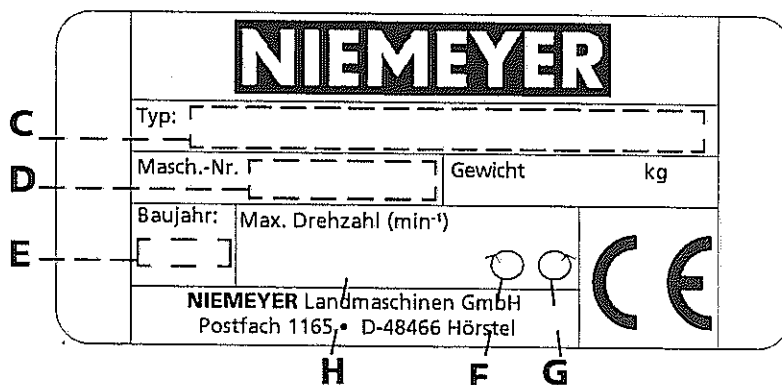 NIEMEYER
C Typ:
D Masch.-Nr. Gewicht kg
E Baujahr: Max. Drehzahl (min⁻¹)
CE
NIEMEYER Landmaschinen GmbH
Postfach 1165 • D-48466 Hörstel
H F G